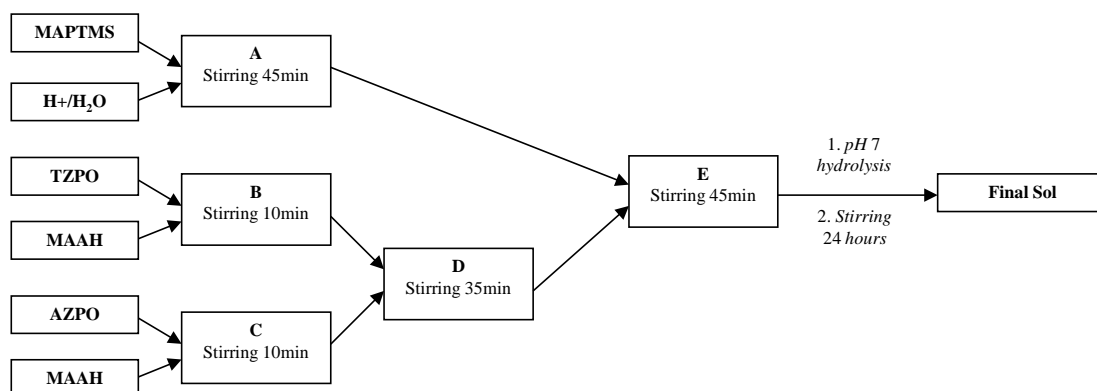 MAPTMS
H+/H₂O
A
Stirring 45min
TZPO
MAAH
B
Stirring 10min
AZPO
MAAH
C
Stirring 10min
D
Stirring 35min
E
Stirring 45min
1. pH 7
hydrolysis
2. Stirring
24 hours
Final Sol